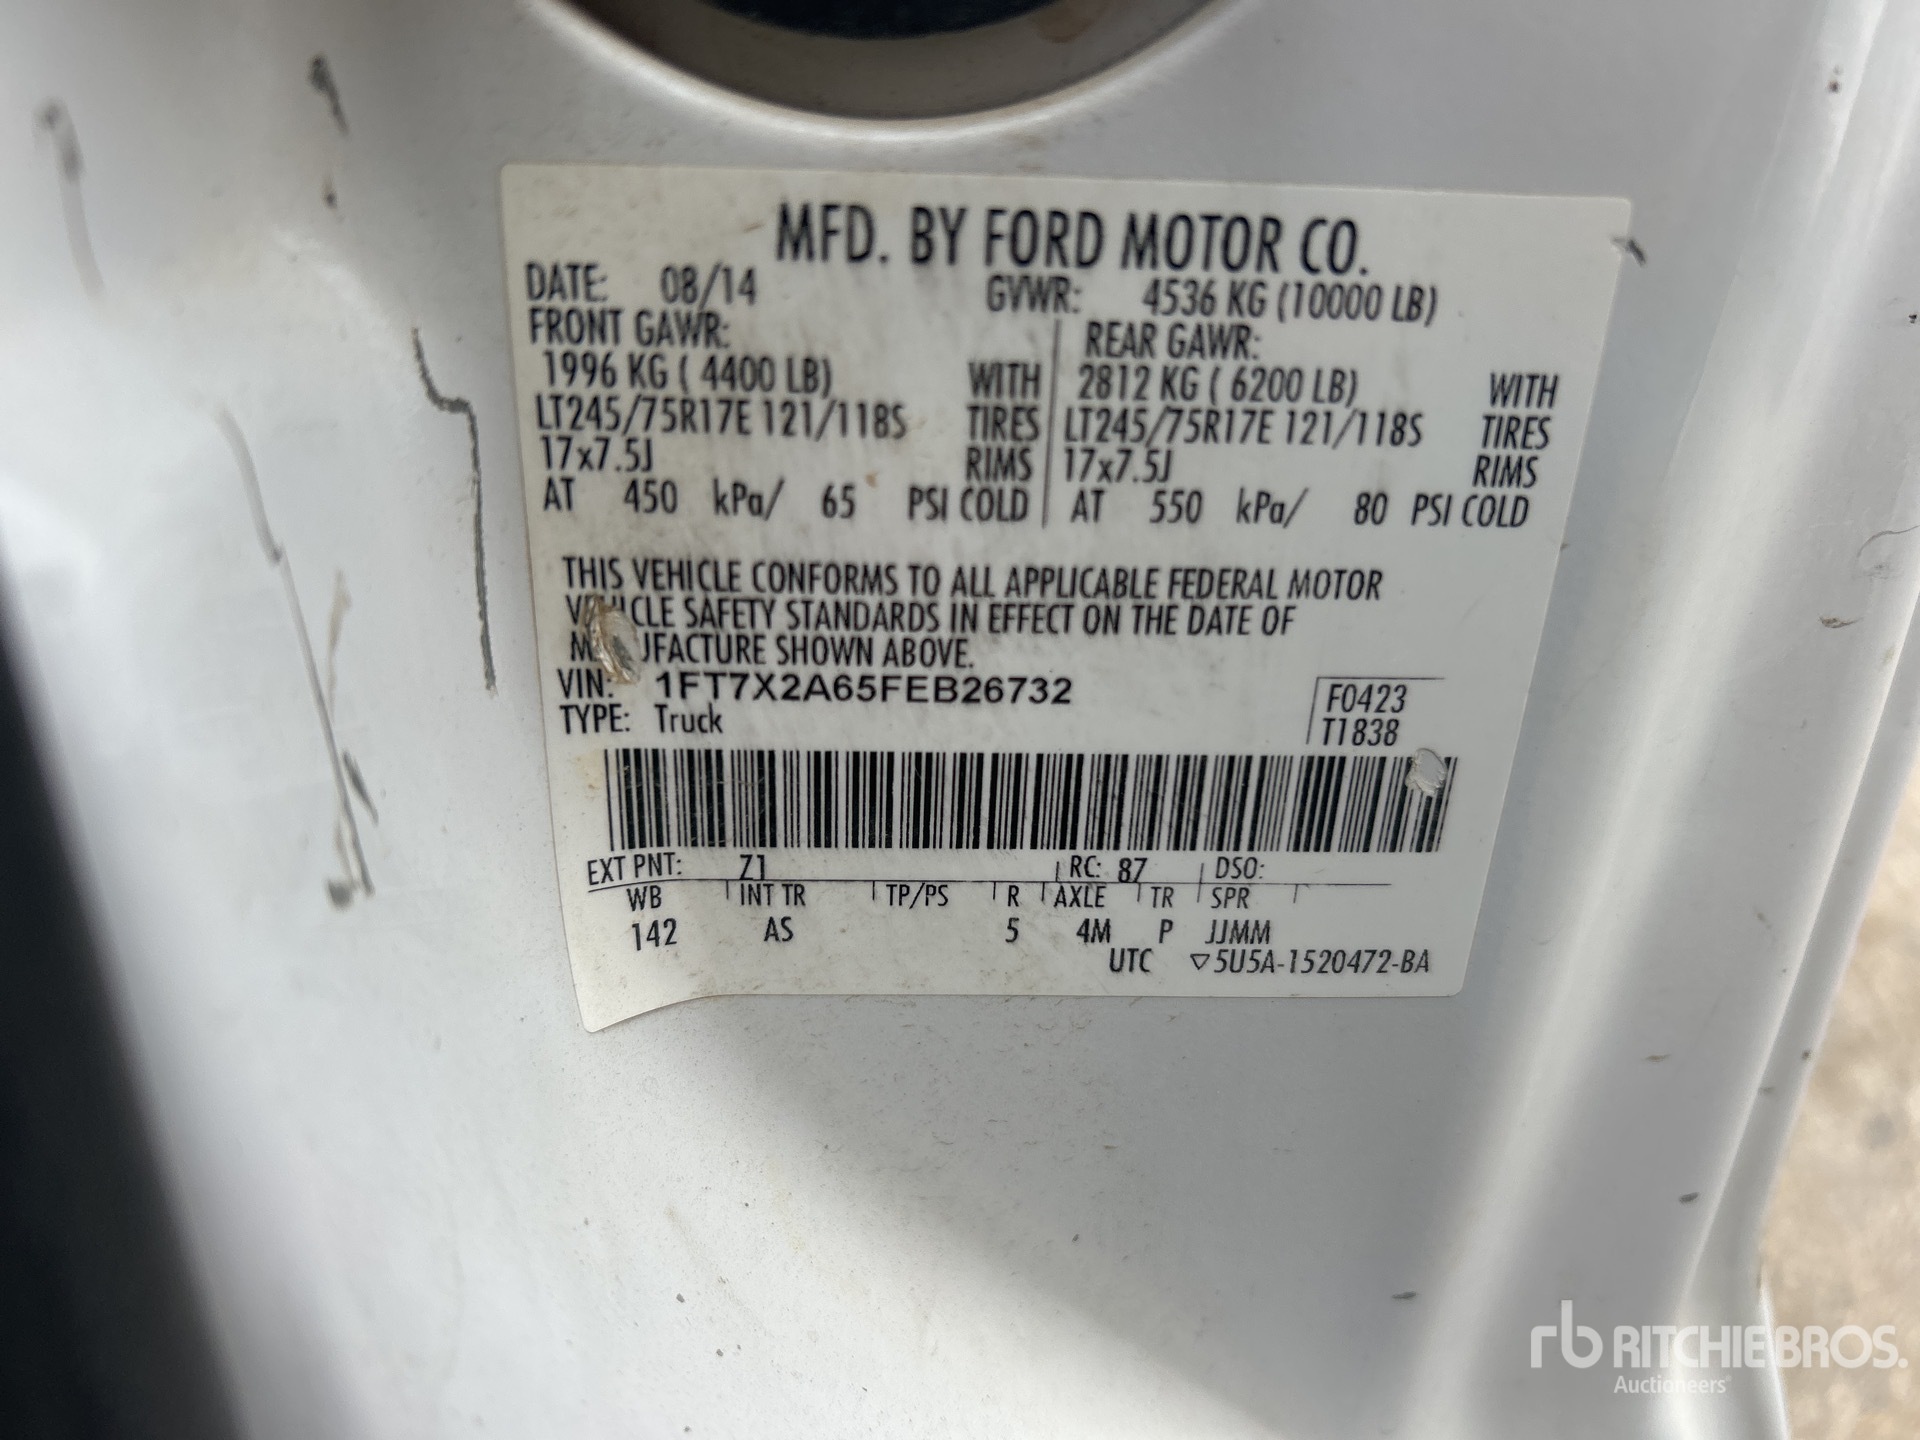 MFD. BY FORD MOTOR CO.
DATE: 08/14 GVWR: 4536 KG (10000 LB)
FRONT GAWR: REAR GAWR:
1996 KG ( 4400 LB) WITH 2812 KG ( 6200 LB) WITH
LT245/75R17E 121/118S TIRES LT245/75R17E 121/118S TIRES
17x7.5J RIMS 17x7.5J RIMS
AT 450 kPa/ 65 PSI COLD AT 550 kPa/ 80 PSI COLD
THIS VEHICLE CONFORMS TO ALL APPLICABLE FEDERAL MOTOR
VEHICLE SAFETY STANDARDS IN EFFECT ON THE DATE OF
MANUFACTURE SHOWN ABOVE.
VIN: 1FT7X2A65FEB26732 F0423
TYPE: Truck T1838
EXT PNT: Z1 RC: 87 DSO:
WB INT TR TP/PS R AXLE TR SPR
142 AS 5 4M P JJMM
UTC ▽5U5A-1520472-BA
rb RITCHIE BROS.
Auctioneers